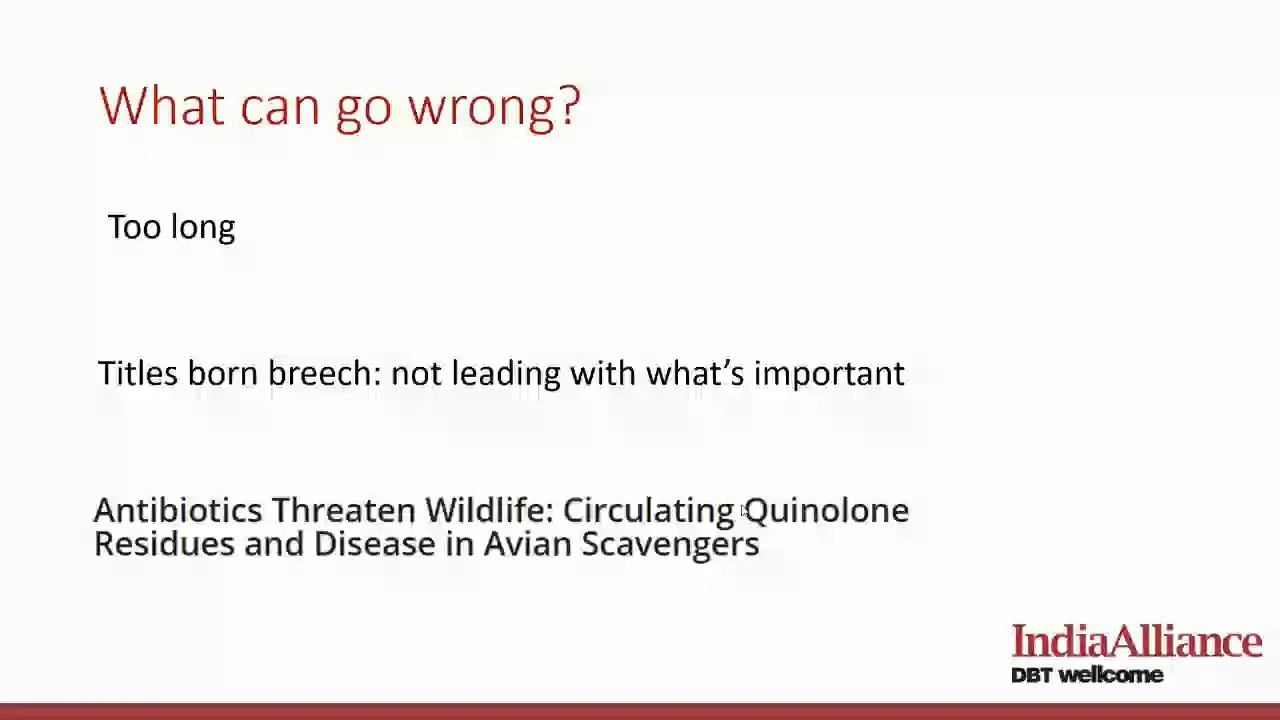 What can go wrong?
Too long
Titles born breech: not leading with what’s important
Antibiotics Threaten Wildlife: Circulating Quinolone
Residues and Disease in Avian Scavengers
IndiaAlliance
DBT wellcome